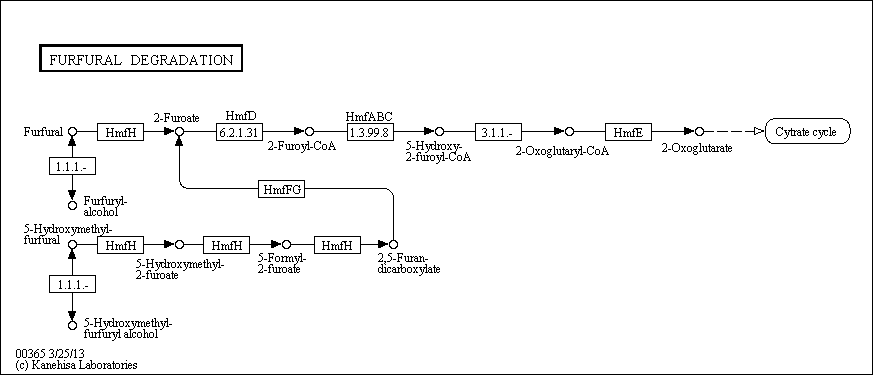 FURFURAL DEGRADATION
Furfural
HmfH
2-Furoate
HmfD
6.2.1.31
2-Furoyl-CoA
HmfABC
1.3.99.8
5-Hydroxy-
2-furoyl-CoA
3.1.1.-
2-Oxoglutaryl-CoA
HmfE
2-Oxoglutarate
Cytrate cycle
1.1.1.-
Furfuryl-
alcohol
HmfFG
5-Hydroxymethyl-
furfural
HmfH
5-Hydroxymethyl-
2-furoate
HmfH
5-Formyl-
2-furoate
HmfH
2,5-Furan-
dicarboxylate
1.1.1.-
5-Hydroxymethyl-
furfuryl alcohol
00365 3/25/13
(c) Kanehisa Laboratories